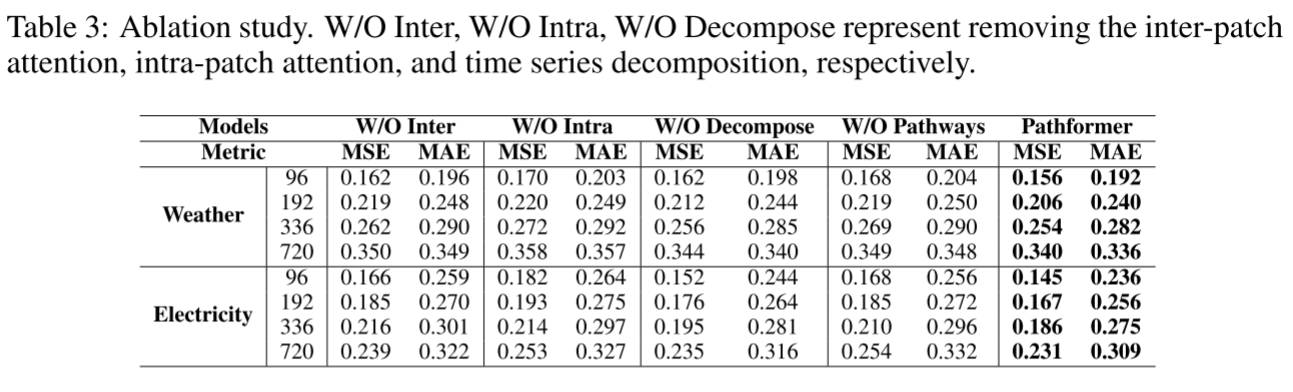 Table 3: Ablation study. W/O Inter, W/O Intra, W/O Decompose represent removing the inter-patch
attention, intra-patch attention, and time series decomposition, respectively.
Models W/O Inter W/O Intra W/O Decompose W/O Pathways Pathformer
Metric MSE MAE MSE MAE MSE MAE MSE MAE MSE MAE
Weather
96 0.162 0.196 0.170 0.203 0.162 0.198 0.168 0.204 0.156 0.192
192 0.219 0.248 0.220 0.249 0.212 0.244 0.219 0.250 0.206 0.240
336 0.262 0.290 0.272 0.292 0.256 0.285 0.269 0.290 0.254 0.282
720 0.350 0.349 0.358 0.357 0.344 0.340 0.349 0.348 0.340 0.336
Electricity
96 0.166 0.259 0.182 0.264 0.152 0.244 0.168 0.256 0.145 0.236
192 0.185 0.270 0.193 0.275 0.176 0.264 0.185 0.272 0.167 0.256
336 0.216 0.301 0.214 0.297 0.195 0.281 0.210 0.296 0.186 0.275
720 0.239 0.322 0.253 0.327 0.235 0.316 0.254 0.332 0.231 0.309